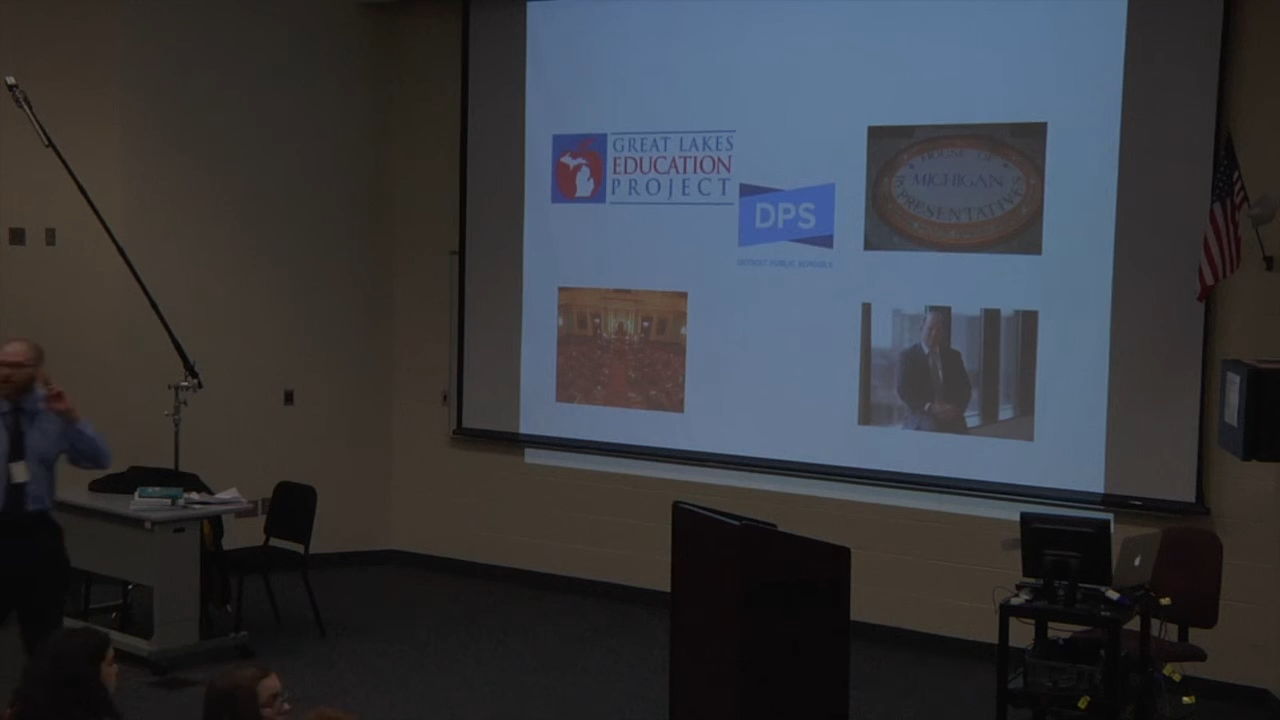 GREAT LAKES
EDUCATION
PROJECT
DPS
DETROIT PUBLIC SCHOOLS
HOUSE OF
MICHIGAN
REPRESENTATIVES